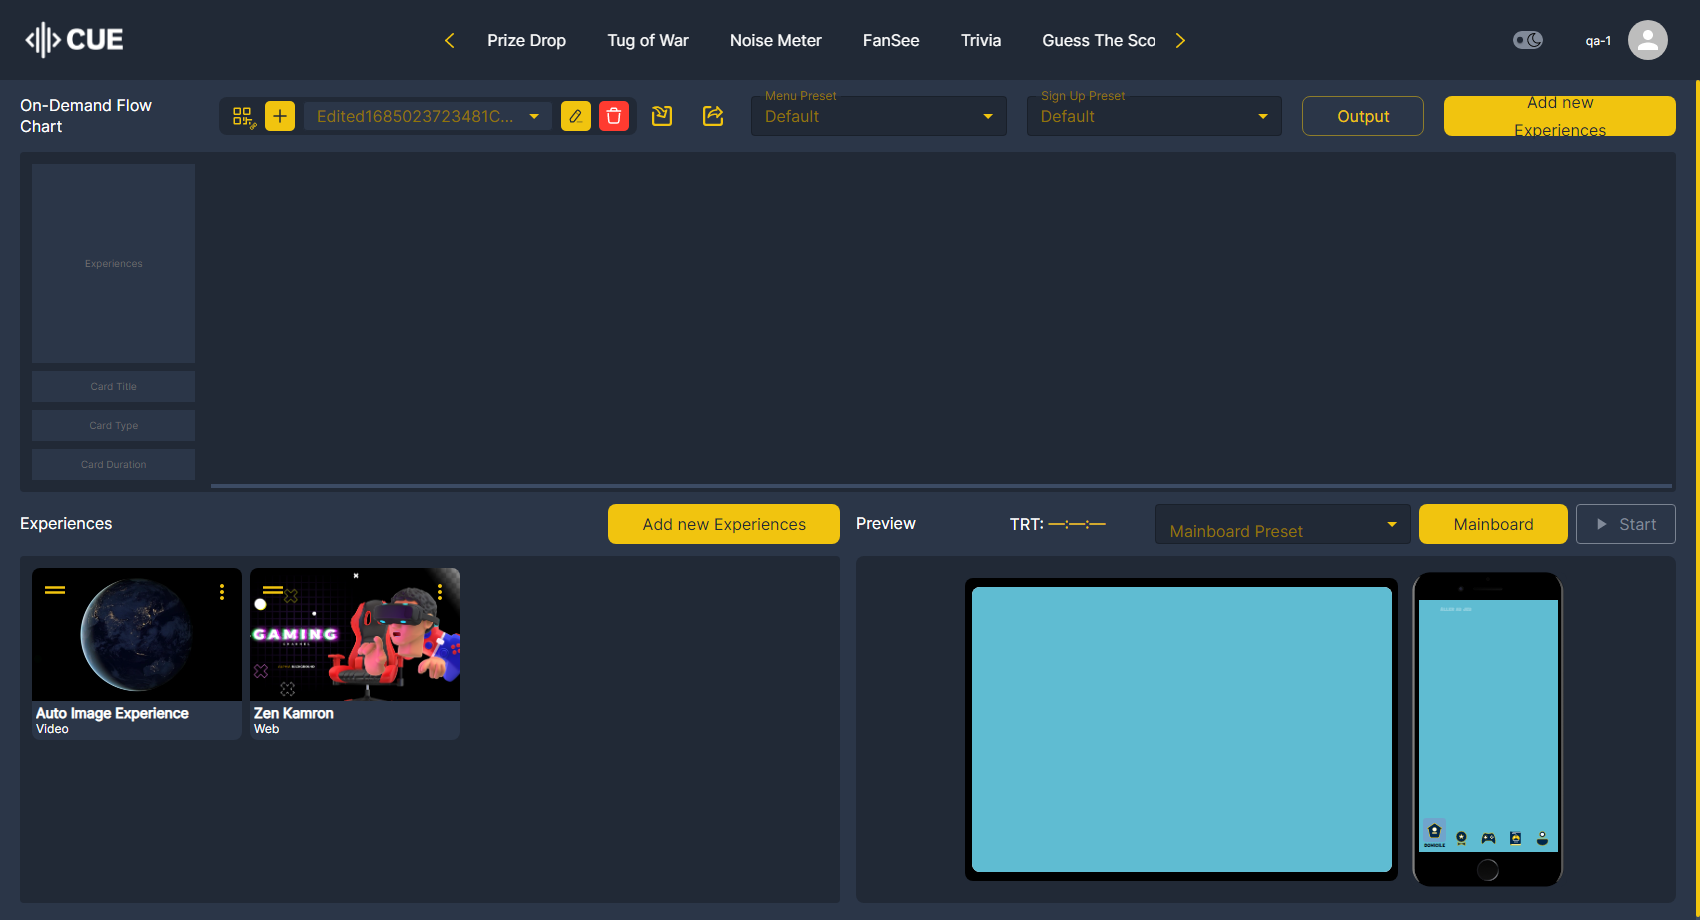 CUE
Prize Drop
Tug of War
Noise Meter
FanSee
Trivia
Guess The Sco
qa-1
On-Demand Flow
Chart
Edited1685023723481C...
Menu Preset
Default
Sign Up Preset
Default
Output
Add new
Experiences
Experiences
Card Title
Card Type
Card Duration
Experiences
Add new Experiences
Preview
TRT: —:—:—
Mainboard Preset
Mainboard
Start
GAMING
Auto Image Experience
Video
Zen Kamron
Web
DOMICILE